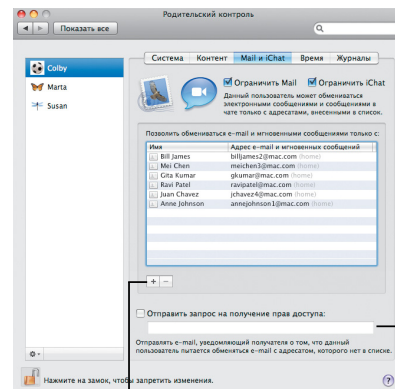 Родительский контроль
Показать все
Система Контент Mail и iChat Время Журналы
Colby
Marta
Susan
Ограничить Mail Ограничить iChat
Данный пользователь может обмениваться
электронными сообщениями и сообщениями в
чате только с адресатами, внесенными в список.
Позволить обмениваться e-mail и мгновенными сообщениями только с:
Имя Адрес e-mail и мгновенных сообщений
Bill James billjames2@mac.com (home)
Mei Chen meichen3@mac.com (home)
Gita Kumar gkumar@mac.com (home)
Ravi Patel ravipatel@mac.com (home)
Juan Chavez jchavez4@mac.com (home)
Anne Johnson annejohnson1@mac.com (home)
+ −
Отправить запрос на получение прав доступа:
Отправлять e-mail, уведомляющий получателя о том, что данный
пользователь пытается обменяться e-mail с адресатом, которого нет в списке.
Нажмите на замок, чтобы запретить изменения. ?